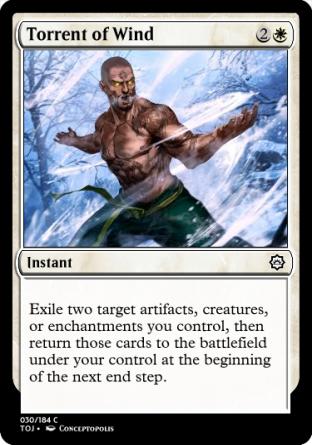 Torrent of Wind 2
Instant
Exile two target artifacts, creatures,
or enchantments you control, then
return those cards to the battlefield
under your control at the beginning
of the next end step.
030/184 C
TOJ • Conceptopolis